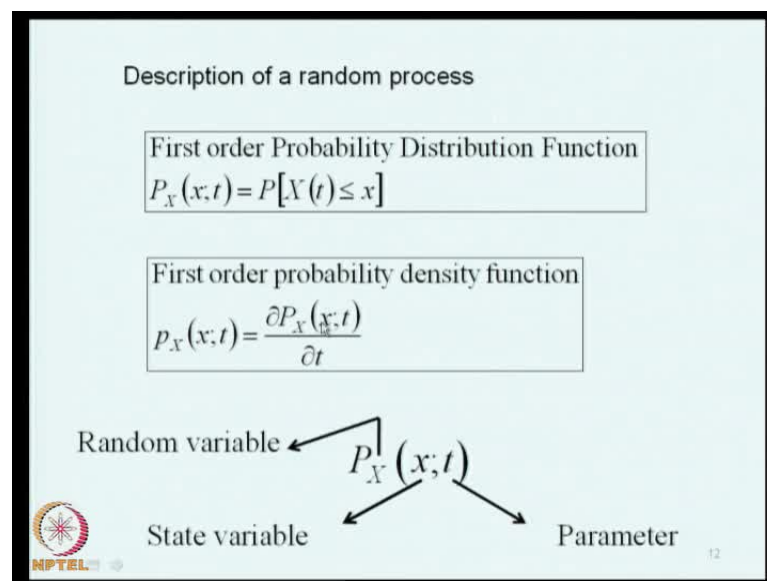 Description of a random process
First order Probability Distribution Function
P_X(x;t) = P[X(t) ≤ x]
First order probability density function
p_X(x;t) = ∂P_X(x;t) / ∂t
Random variable
P_X(x;t)
State variable
Parameter
NPTEL
12